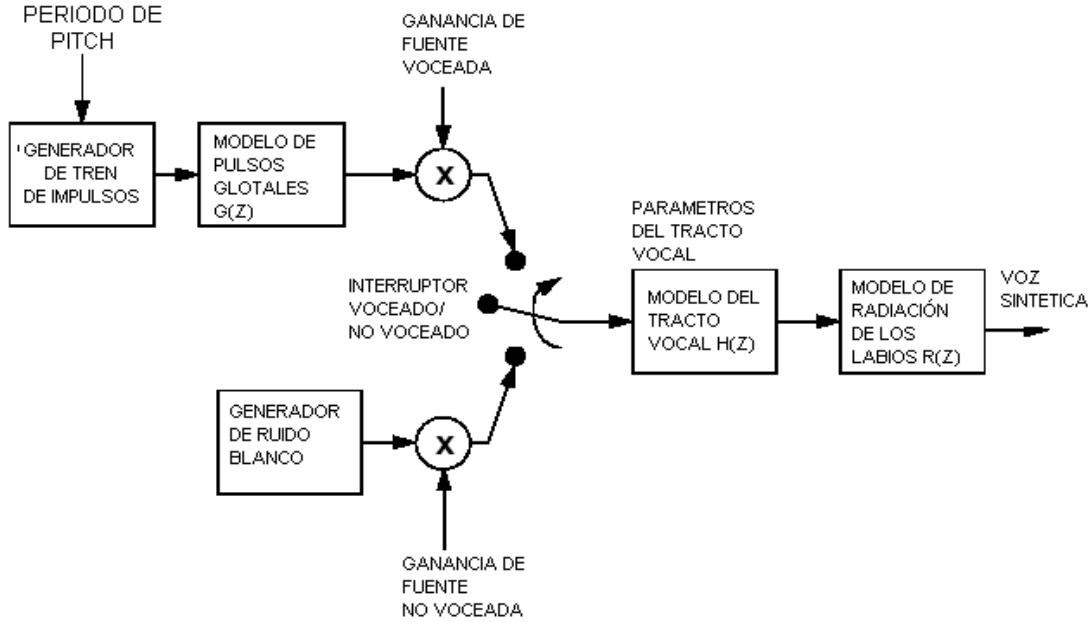 PERIODO DE
PITCH
GANANCIA DE
FUENTE
VOCEADA
GENERADOR
DE TREN
DE IMPULSOS
MODELO DE
PULSOS
GLOTALES
G(Z)
X
INTERRUPTOR
VOCEADO/
NO VOCEADO
PARAMETROS
DEL TRACTO
VOCAL
MODELO DEL
TRACTO
VOCAL H(Z)
MODELO DE
RADIACIÓN
DE LOS
LABIOS R(Z)
VOZ
SINTETICA
GENERADOR
DE RUIDO
BLANCO
X
GANANCIA DE
FUENTE
NO VOCEADA